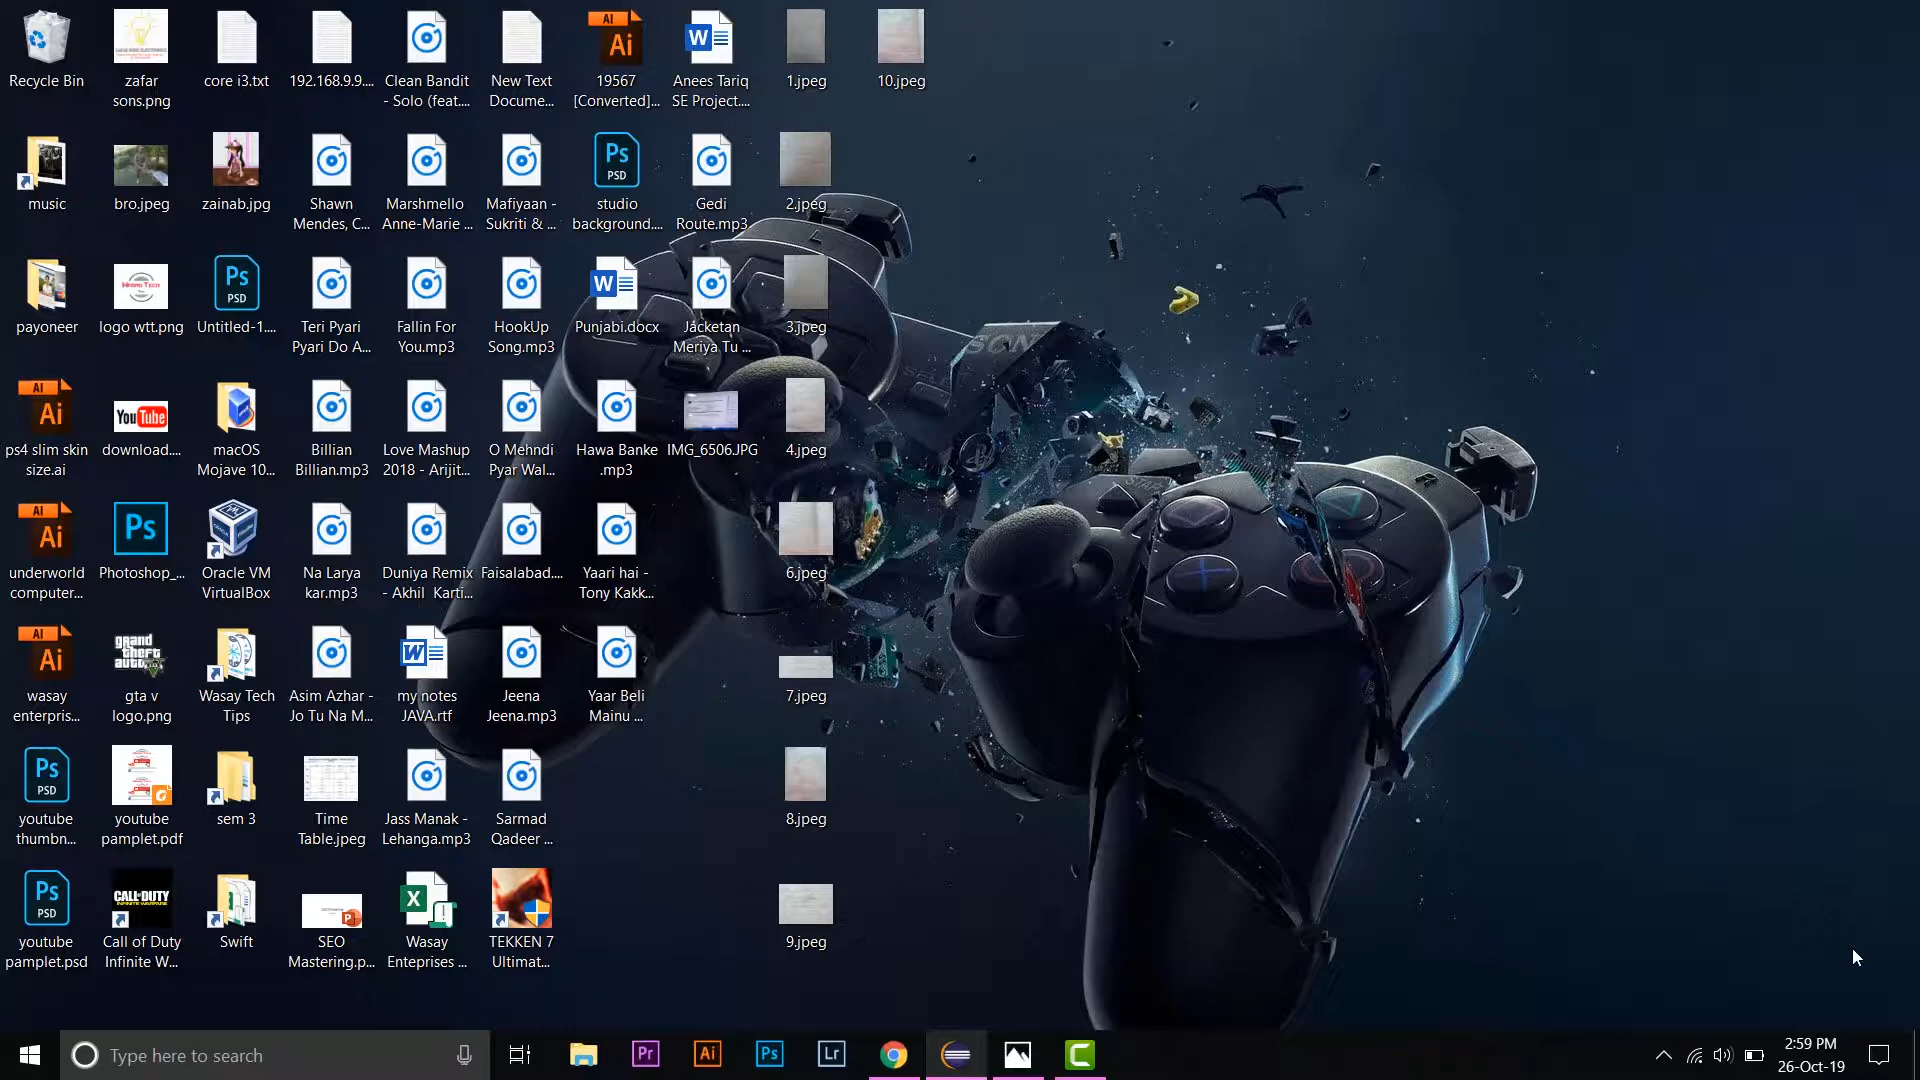 Recycle Bin
zafar
sons.png
core i3.txt
192.168.9.9....
Clean Bandit
- Solo (feat....
New Text
Docume...
19567
[Converted]...
Anees Tariq
SE Project....
1.jpeg
10.jpeg
music
bro.jpeg
zainab.jpg
Shawn
Mendes, C...
Marshmello
Anne-Marie ...
Mafiyaan -
Sukriti & ...
studio
background....
Gedi
Route.mp3
2.jpeg
payoneer
logo wtt.png
Untitled-1....
Teri Pyari
Pyari Do A...
Fallin For
You.mp3
HookUp
Song.mp3
Punjabi.docx
Jacketan
Meriya Tu ...
3.jpeg
ps4 slim skin
size.ai
download....
macOS
Mojave 10...
Billian
Billian.mp3
Love Mashup
2018 - Arijit...
O Mehndi
Pyar Wal...
Hawa Banke
.mp3
IMG_6506.JPG
4.jpeg
underworld
computer...
Photoshop_...
Oracle VM
VirtualBox
Na Larya
kar.mp3
Duniya Remix
- Akhil Karti...
Faisalabad....
Yaari hai -
Tony Kakk...
6.jpeg
wasay
enterpris...
gta v
logo.png
Wasay Tech
Tips
Asim Azhar -
Jo Tu Na M...
my notes
JAVA.rtf
Jeena
Jeena.mp3
Yaar Beli
Mainu ...
7.jpeg
youtube
thumbn...
youtube
pamplet.pdf
sem 3
Time
Table.jpeg
Jass Manak -
Lehanga.mp3
Sarmad
Qadeer ...
8.jpeg
youtube
pamplet.psd
Call of Duty
Infinite W...
Swift
SEO
Mastering.p...
Wasay
Enteprises ...
TEKKEN 7
Ultimat...
9.jpeg
Type here to search
Pr
Ai
Ps
Lr
2:59 PM
26-Oct-19